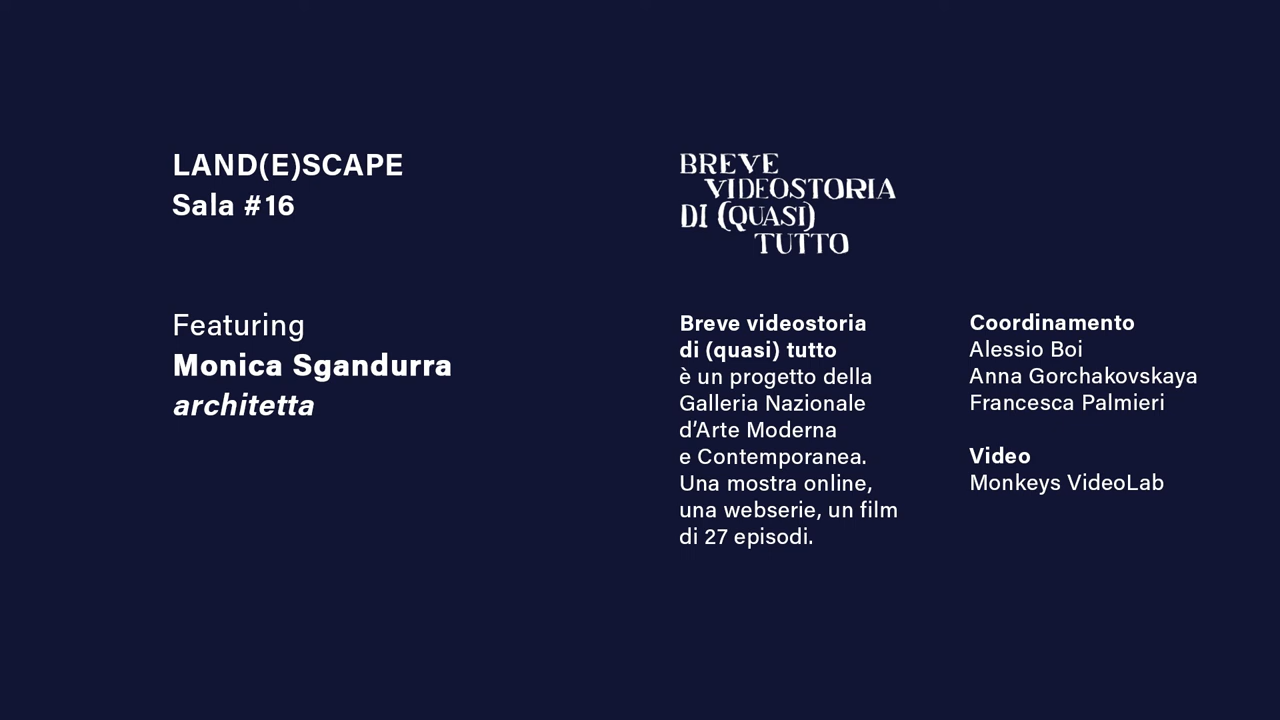 LAND(E)SCAPE
Sala #16
Featuring
Monica Sgandurra
architetta
BREVE
VIDEOSTORIA
DI (QUASI)
TUTTO
Breve videostoria
di (quasi) tutto
è un progetto della
Galleria Nazionale
d’Arte Moderna
e Contemporanea.
Una mostra online,
una webserie, un film
di 27 episodi.
Coordinamento
Alessio Boi
Anna Gorchakovskaya
Francesca Palmieri
Video
Monkeys VideoLab